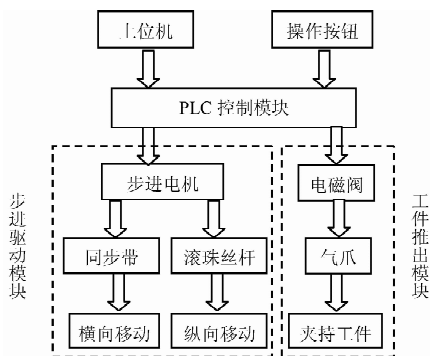 上位机
操作按钮
PLC 控制模块
步进电机
电磁阀
同步带
滚珠丝杆
气爪
横向移动
纵向移动
夹持工件
步进驱动模块
工件推出模块